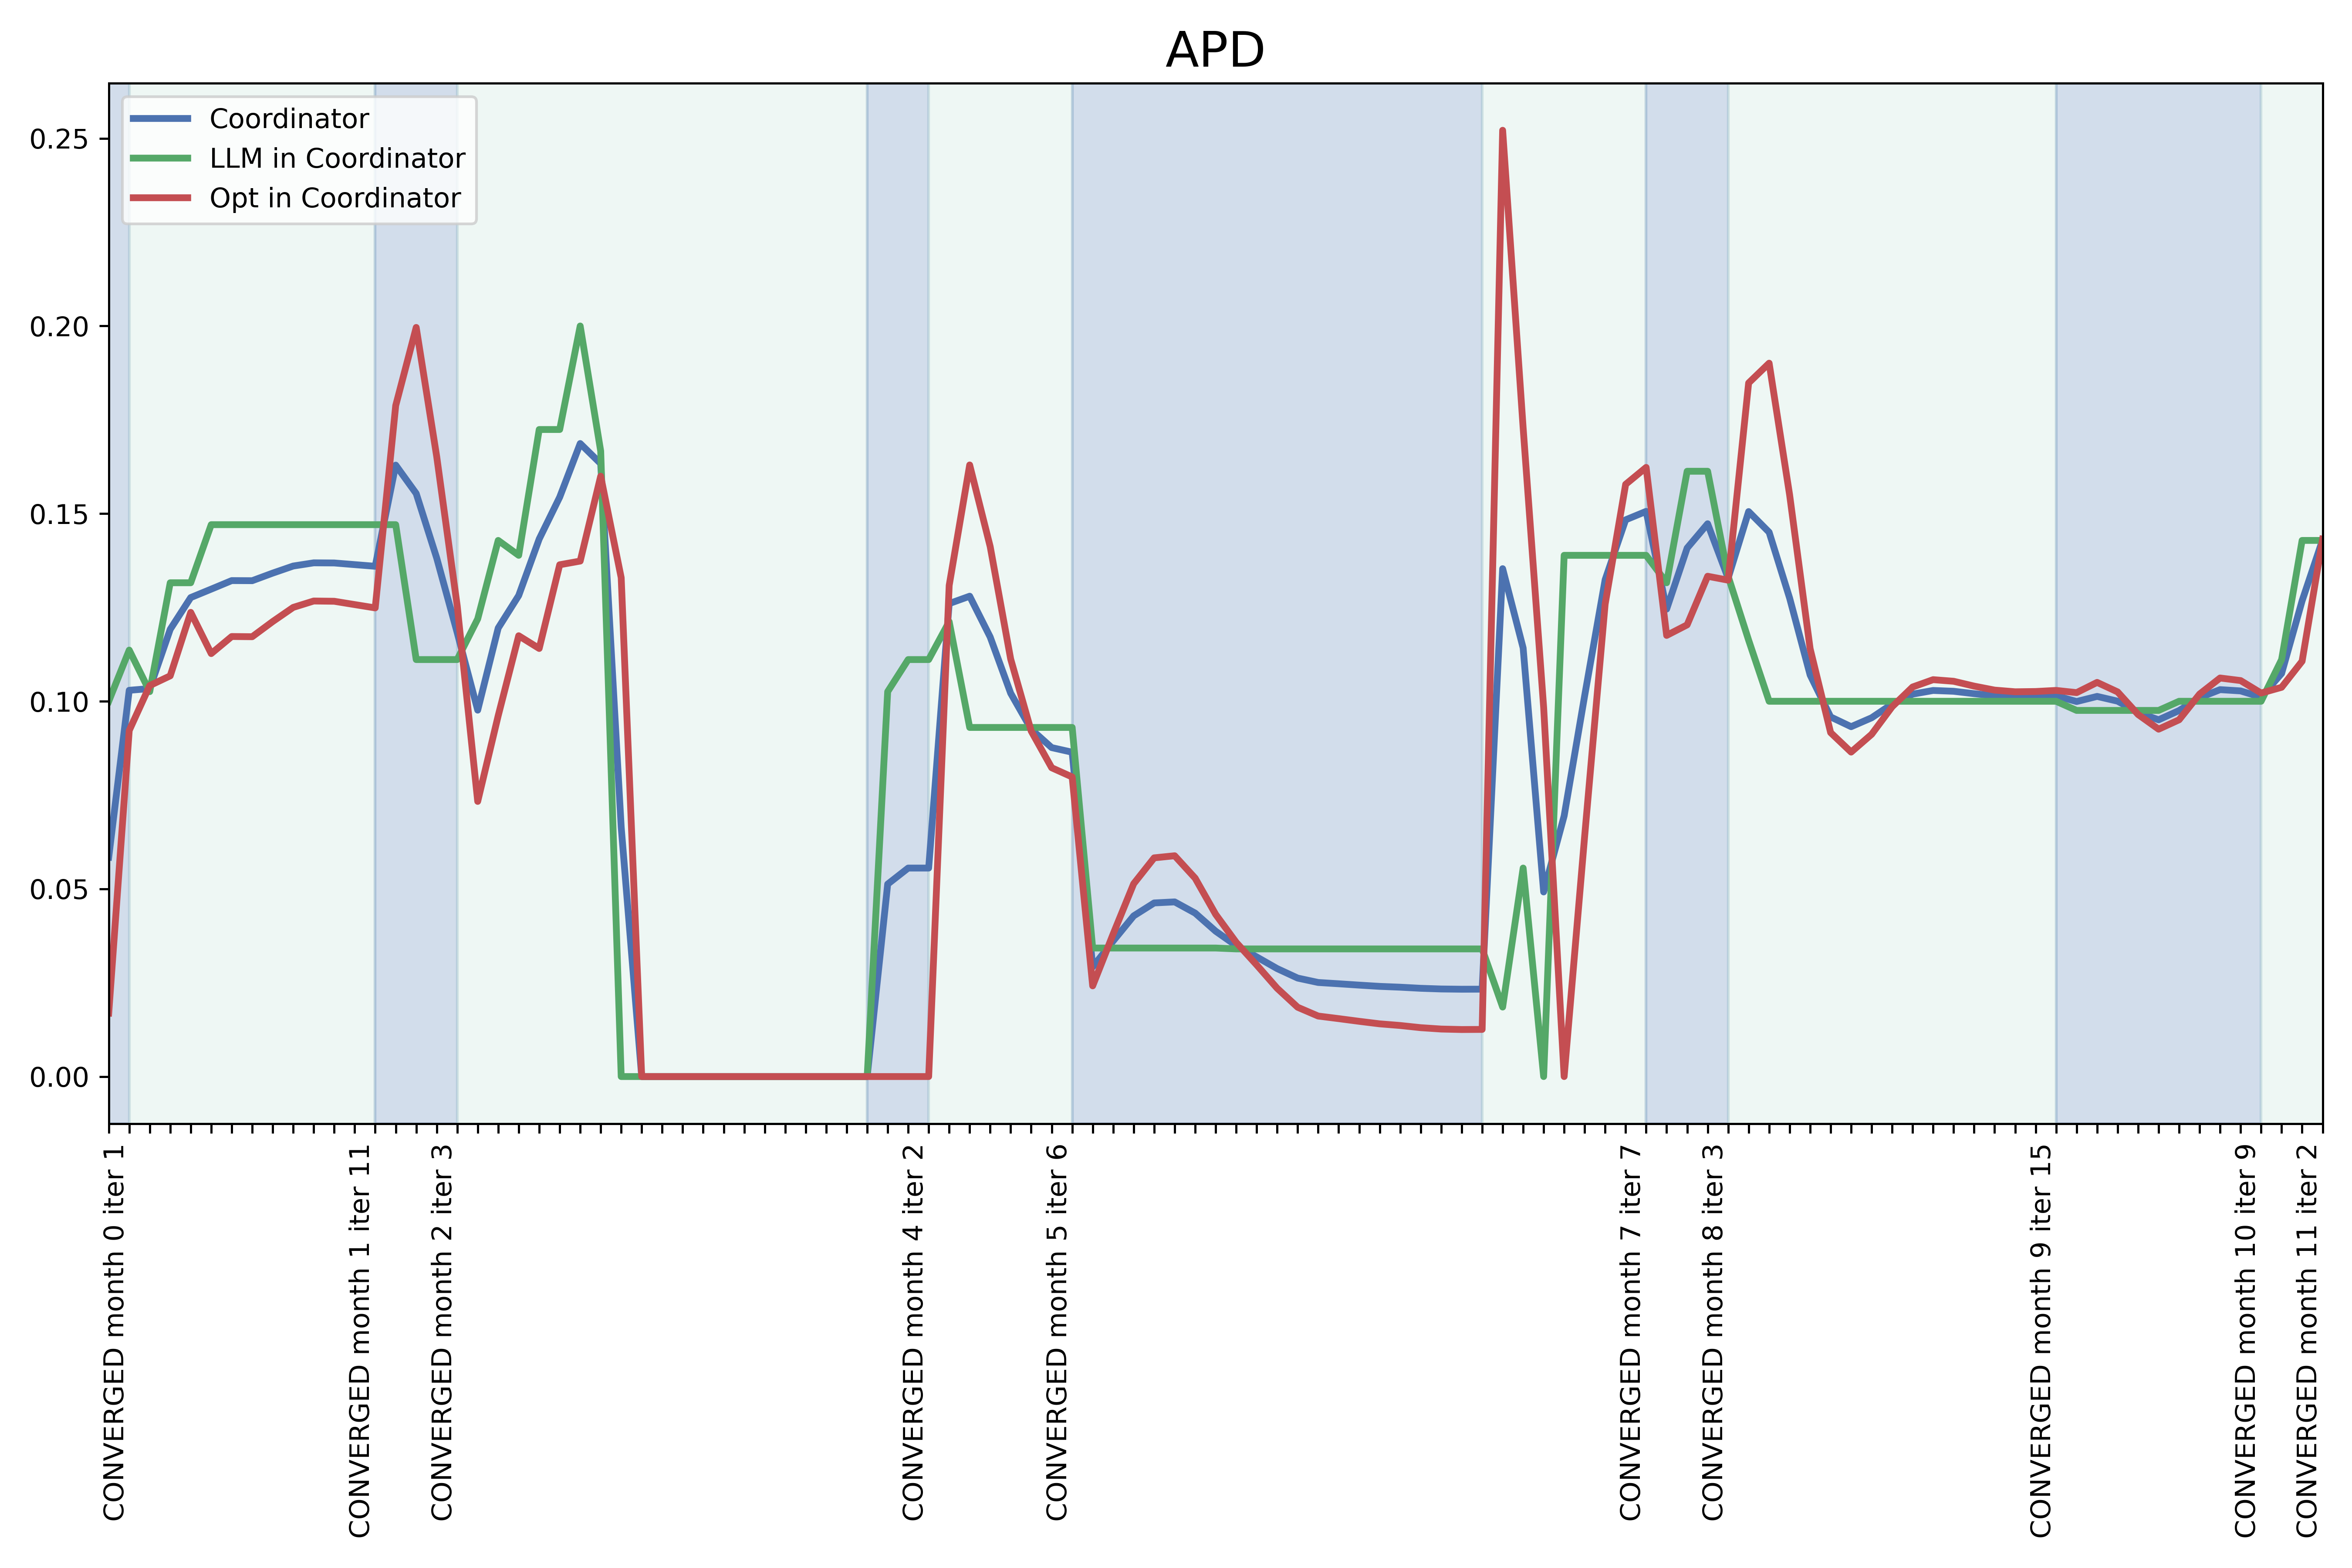 APD
0.25
0.20
0.15
0.10
0.05
0.00
Coordinator
LLM in Coordinator
Opt in Coordinator
CONVERGED month 0 iter 1
CONVERGED month 1 iter 11
CONVERGED month 2 iter 3
CONVERGED month 4 iter 2
CONVERGED month 5 iter 6
CONVERGED month 7 iter 7
CONVERGED month 8 iter 3
CONVERGED month 9 iter 15
CONVERGED month 10 iter 9
CONVERGED month 11 iter 2